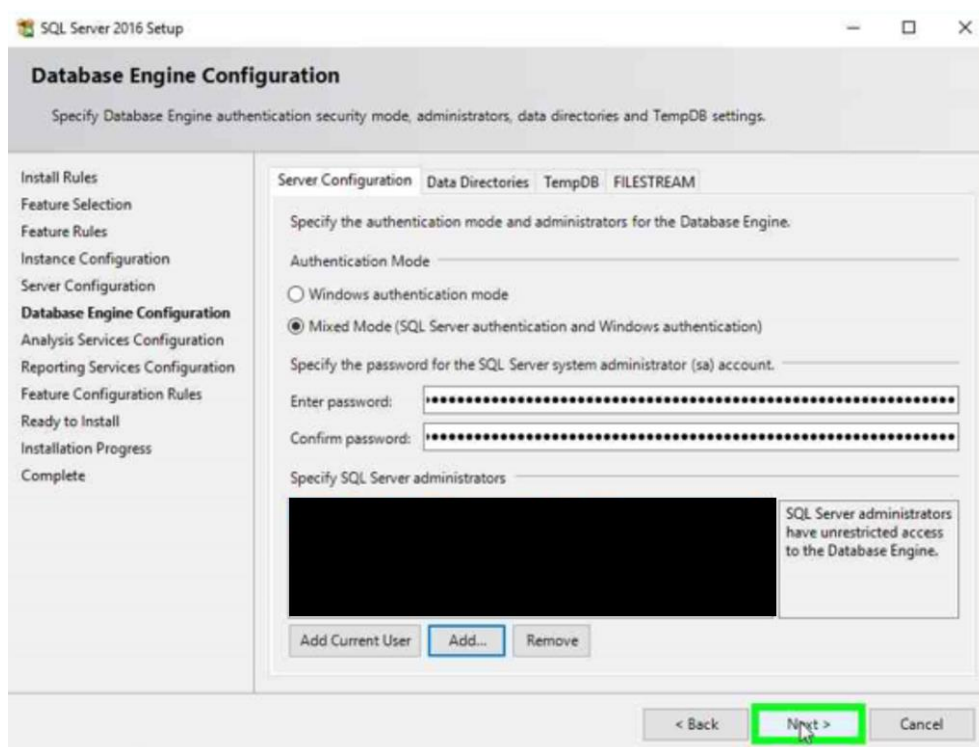 SQL Server 2016 Setup
Database Engine Configuration
Specify Database Engine authentication security mode, administrators, data directories and TempDB settings.
Install Rules
Feature Selection
Feature Rules
Instance Configuration
Server Configuration
Database Engine Configuration
Analysis Services Configuration
Reporting Services Configuration
Feature Configuration Rules
Ready to Install
Installation Progress
Complete
Server Configuration Data Directories TempDB FILESTREAM
Specify the authentication mode and administrators for the Database Engine.
Authentication Mode
Windows authentication mode
Mixed Mode (SQL Server authentication and Windows authentication)
Specify the password for the SQL Server system administrator (sa) account.
Enter password:
Confirm password:
Specify SQL Server administrators
SQL Server administrators
have unrestricted access
to the Database Engine.
Add Current User Add... Remove
< Back Next > Cancel